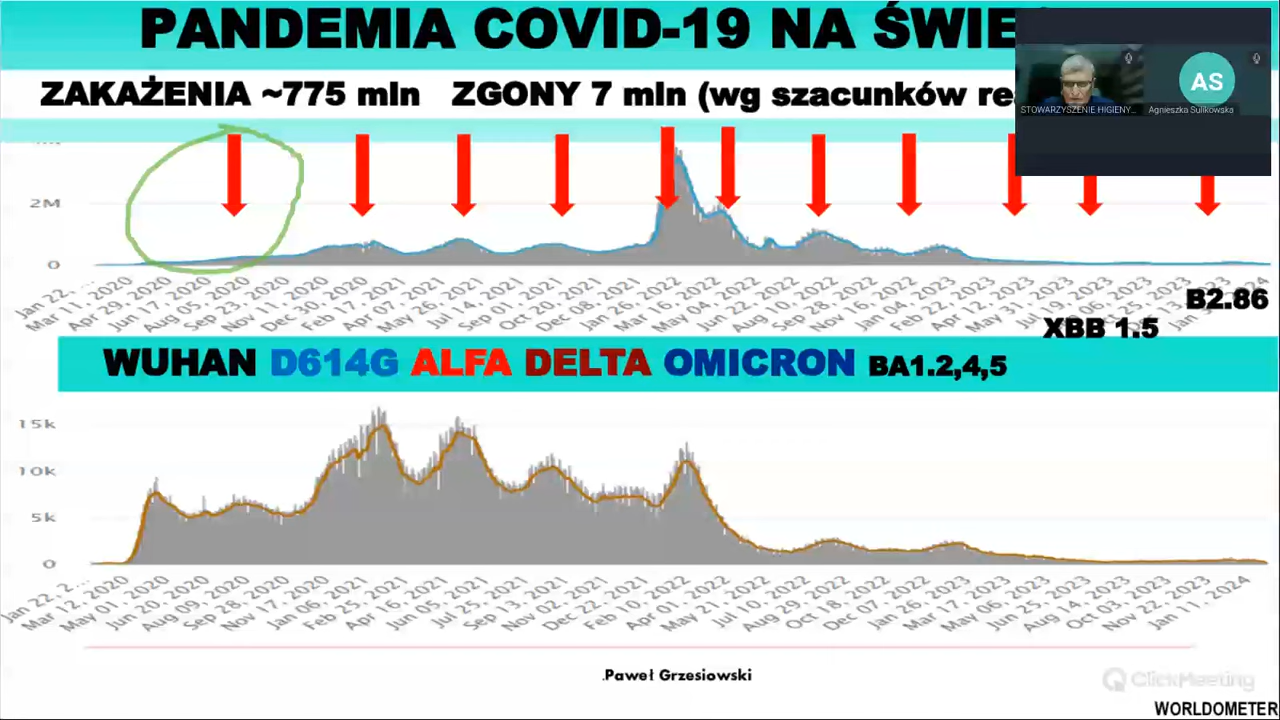 PANDEMIA COVID-19 NA ŚWIE
ZAKAŻENIA ~775 mln ZGONY 7 mln (wg szacunków re
AS
STOWARZYSZENIE HIGIENY... Agnieszka Sulikowska
2M
0
Jan 22, ... Mar 11, 2020 Apr 29, 2020 Jun 17, 2020 Aug 05, 2020 Sep 23, 2020 Nov 11, 2020 Dec 30, 2020 Feb 17, 2021 Apr 07, 2021 May 26, 2021 Jul 14, 2021 Sep 01, 2021 Oct 20, 2021 Dec 08, 2021 Jan 26, 2022 Mar 16, 2022 May 04, 2022 Aug 10, 2022 Sep 28, 2022 Nov 16, 2022 Jan 04, 2023 Feb 22, 2023 Apr 12, 2023 May 31, 2023
B2.86
XBB 1.5
WUHAN D614G ALFA DELTA OMICRON BA1.2,4,5
15k
10k
5k
0
Jan 22, 2... Mar 12, 2020 May 01, 2020 Jun 20, 2020 Aug 09, 2020 Sep 28, 2020 Nov 17, 2020 Jan 06, 2021 Feb 25, 2021 Apr 16, 2021 Jun 05, 2021 Jul 25, 2021 Sep 13, 2021 Nov 02, 2021 Dec 22, 2021 Feb 10, 2022 Apr 01, 2022 May 21, 2022 Jul 10, 2022 Aug 29, 2022 Oct 18, 2022 Dec 07, 2022 Jan 26, 2023 Mar 17, 2023 May 06, 2023 Jun 25, 2023 Aug 14, 2023 Oct 03, 2023 Nov 22, 2023 Jan 11, 2024
.Paweł Grzesiowski
ClickMeeting
WORLDOMETER